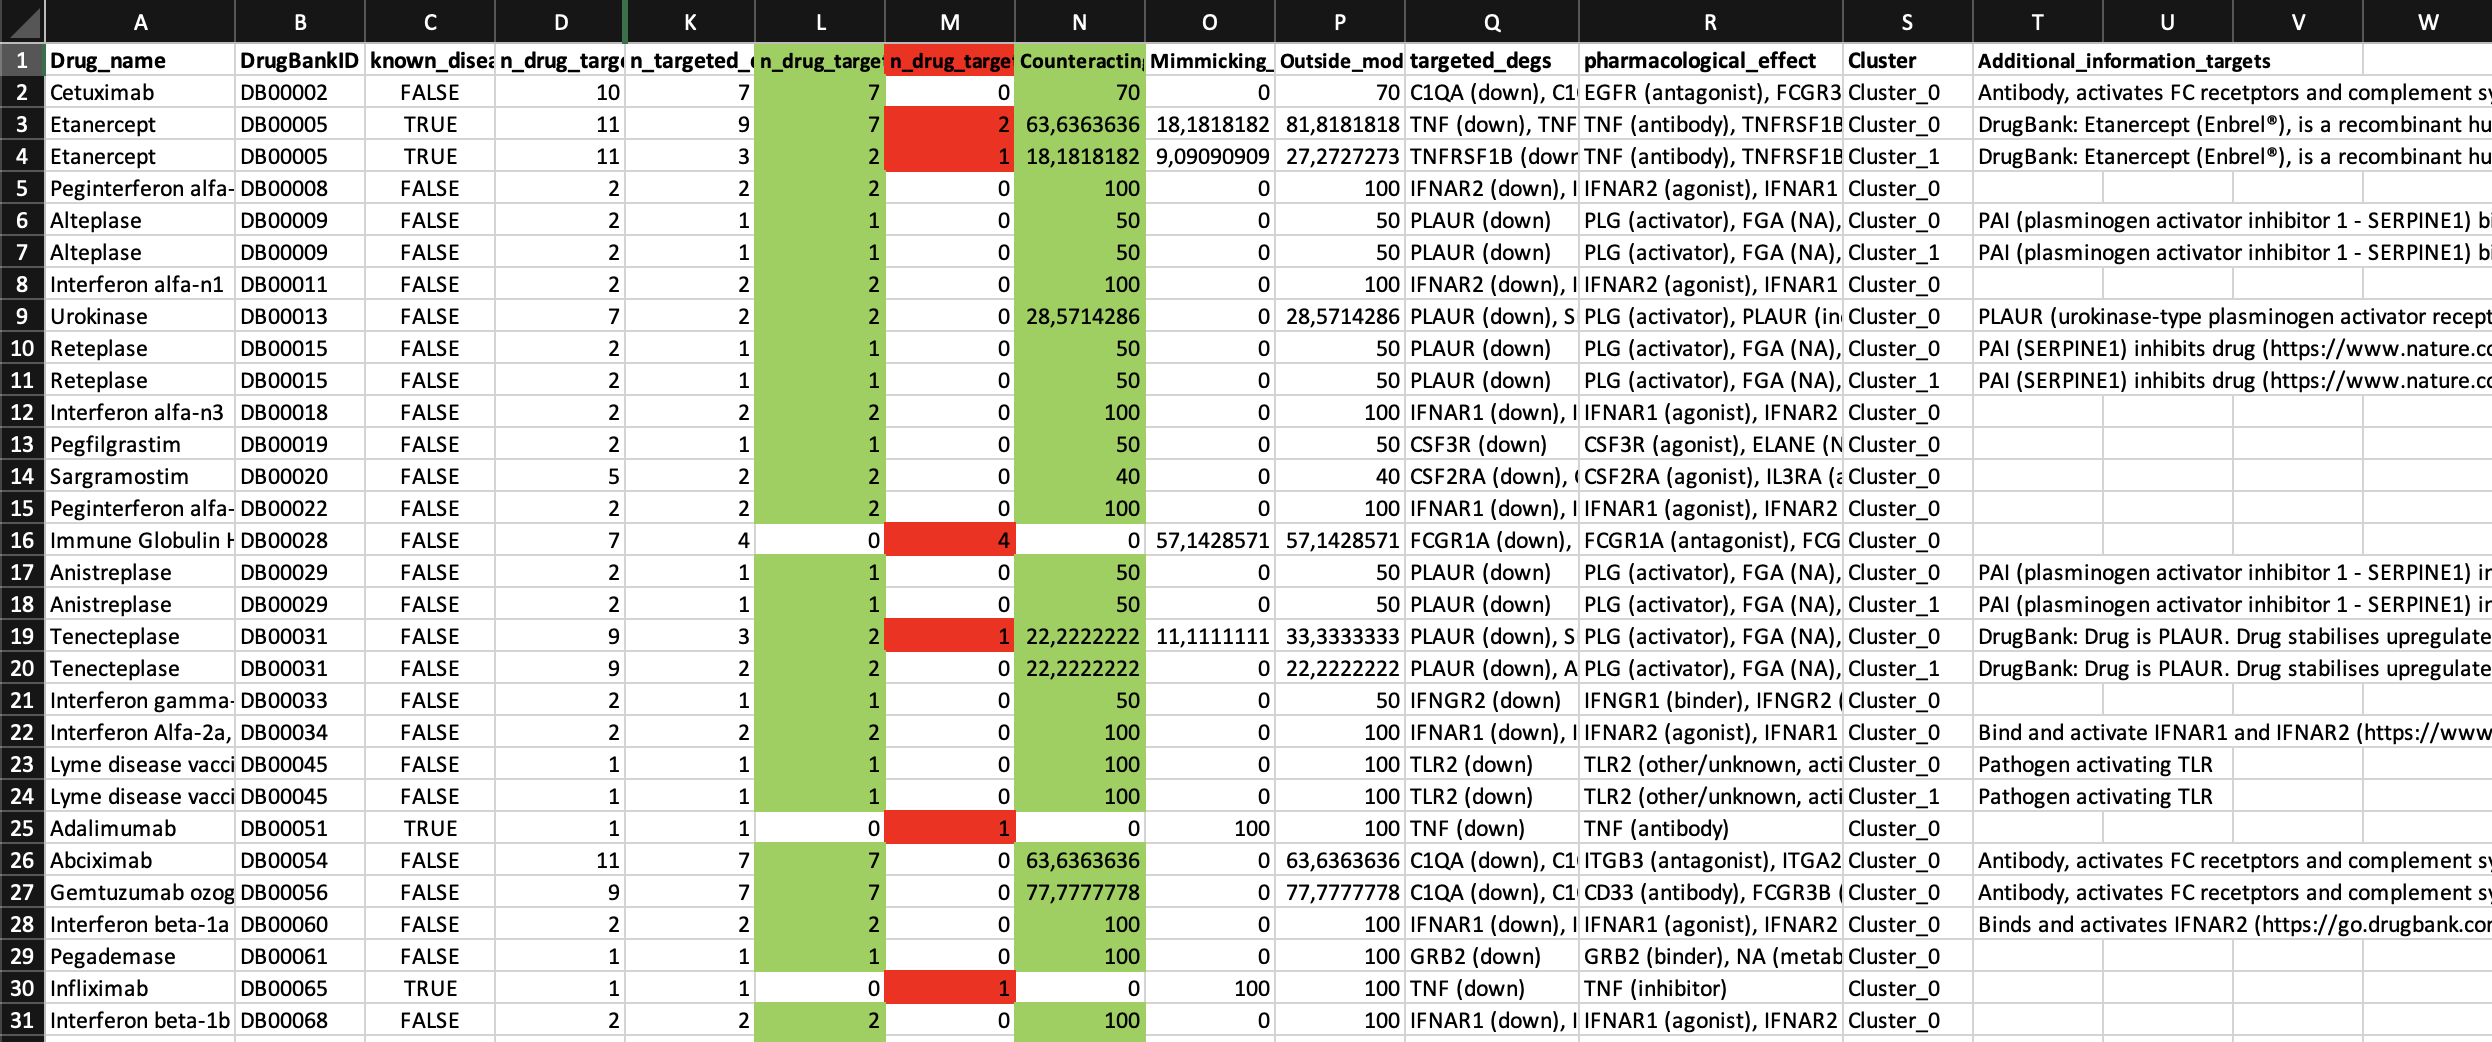 A B C D K L M N O P Q R S T U V W
1 Drug_name DrugBankID known_disea n_drug_targe n_targeted_d n_drug_target n_drug_target Counteracting Mimmicking_ Outside_mod targeted_degs pharmacological_effect Cluster Additional_information_targets
2 Cetuximab DB00002 FALSE 10 7 7 0 70 0 70 C1QA (down), C1 EGFR (antagonist), FCGR3 Cluster_0 Antibody, activates FC recetptors and complement sy
3 Etanercept DB00005 TRUE 11 9 7 2 63,6363636 18,1818182 81,8181818 TNF (down), TNF TNF (antibody), TNFRSF1B Cluster_0 DrugBank: Etanercept (Enbrel®), is a recombinant hu
4 Etanercept DB00005 TRUE 11 3 2 1 18,1818182 9,09090909 27,2727273 TNFRSF1B (down TNF (antibody), TNFRSF1B Cluster_1 DrugBank: Etanercept (Enbrel®), is a recombinant hu
5 Peginterferon alfa- DB00008 FALSE 2 2 2 0 100 0 100 IFNAR2 (down), I IFNAR2 (agonist), IFNAR1 Cluster_0
6 Alteplase DB00009 FALSE 2 1 1 0 50 0 50 PLAUR (down) PLG (activator), FGA (NA), Cluster_0 PAI (plasminogen activator inhibitor 1 - SERPINE1) bi
7 Alteplase DB00009 FALSE 2 1 1 0 50 0 50 PLAUR (down) PLG (activator), FGA (NA), Cluster_1 PAI (plasminogen activator inhibitor 1 - SERPINE1) bi
8 Interferon alfa-n1 DB00011 FALSE 2 2 2 0 100 0 100 IFNAR2 (down), I IFNAR2 (agonist), IFNAR1 Cluster_0
9 Urokinase DB00013 FALSE 7 2 2 0 28,5714286 0 28,5714286 PLAUR (down), S PLG (activator), PLAUR (in Cluster_0 PLAUR (urokinase-type plasminogen activator recept
10 Reteplase DB00015 FALSE 2 1 1 0 50 0 50 PLAUR (down) PLG (activator), FGA (NA), Cluster_0 PAI (SERPINE1) inhibits drug (https://www.nature.co
11 Reteplase DB00015 FALSE 2 1 1 0 50 0 50 PLAUR (down) PLG (activator), FGA (NA), Cluster_1 PAI (SERPINE1) inhibits drug (https://www.nature.co
12 Interferon alfa-n3 DB00018 FALSE 2 2 2 0 100 0 100 IFNAR1 (down), I IFNAR1 (agonist), IFNAR2 Cluster_0
13 Pegfilgrastim DB00019 FALSE 2 1 1 0 50 0 50 CSF3R (down) CSF3R (agonist), ELANE (N Cluster_0
14 Sargramostim DB00020 FALSE 5 2 2 0 40 0 40 CSF2RA (down), CSF2RA (agonist), IL3RA (a Cluster_0
15 Peginterferon alfa- DB00022 FALSE 2 2 2 0 100 0 100 IFNAR1 (down), I IFNAR1 (agonist), IFNAR2 Cluster_0
16 Immune Globulin H DB00028 FALSE 7 4 0 4 0 57,1428571 57,1428571 FCGR1A (down), FCGR1A (antagonist), FCG Cluster_0
17 Anistreplase DB00029 FALSE 2 1 1 0 50 0 50 PLAUR (down) PLG (activator), FGA (NA), Cluster_0 PAI (plasminogen activator inhibitor 1 - SERPINE1) in
18 Anistreplase DB00029 FALSE 2 1 1 0 50 0 50 PLAUR (down) PLG (activator), FGA (NA), Cluster_1 PAI (plasminogen activator inhibitor 1 - SERPINE1) in
19 Tenecteplase DB00031 FALSE 9 3 2 1 22,2222222 11,1111111 33,3333333 PLAUR (down), S PLG (activator), FGA (NA), Cluster_0 DrugBank: Drug is PLAUR. Drug stabilises upregulate
20 Tenecteplase DB00031 FALSE 9 2 2 0 22,2222222 0 22,2222222 PLAUR (down), A PLG (activator), FGA (NA), Cluster_1 DrugBank: Drug is PLAUR. Drug stabilises upregulate
21 Interferon gamma- DB00033 FALSE 2 1 1 0 50 0 50 IFNGR2 (down) IFNGR1 (binder), IFNGR2 ( Cluster_0
22 Interferon Alfa-2a, DB00034 FALSE 2 2 2 0 100 0 100 IFNAR1 (down), I IFNAR2 (agonist), IFNAR1 Cluster_0 Bind and activate IFNAR1 and IFNAR2 (https://www
23 Lyme disease vacci DB00045 FALSE 1 1 1 0 100 0 100 TLR2 (down) TLR2 (other/unknown, acti Cluster_0 Pathogen activating TLR
24 Lyme disease vacci DB00045 FALSE 1 1 1 0 100 0 100 TLR2 (down) TLR2 (other/unknown, acti Cluster_1 Pathogen activating TLR
25 Adalimumab DB00051 TRUE 1 1 0 1 0 100 100 TNF (down) TNF (antibody) Cluster_0
26 Abciximab DB00054 FALSE 11 7 7 0 63,6363636 0 63,6363636 C1QA (down), C1 ITGB3 (antagonist), ITGA2 Cluster_0 Antibody, activates FC recetptors and complement sy
27 Gemtuzumab ozog DB00056 FALSE 9 7 7 0 77,7777778 0 77,7777778 C1QA (down), C1 CD33 (antibody), FCGR3B ( Cluster_0 Antibody, activates FC recetptors and complement sy
28 Interferon beta-1a DB00060 FALSE 2 2 2 0 100 0 100 IFNAR1 (down), I IFNAR1 (agonist), IFNAR2 Cluster_0 Binds and activates IFNAR2 (https://go.drugbank.con
29 Pegademase DB00061 FALSE 1 1 1 0 100 0 100 GRB2 (down) GRB2 (binder), NA (metab Cluster_0
30 Infliximab DB00065 TRUE 1 1 0 1 0 100 100 TNF (down) TNF (inhibitor) Cluster_0
31 Interferon beta-1b DB00068 FALSE 2 2 2 0 100 0 100 IFNAR1 (down), I IFNAR1 (agonist), IFNAR2 Cluster_0